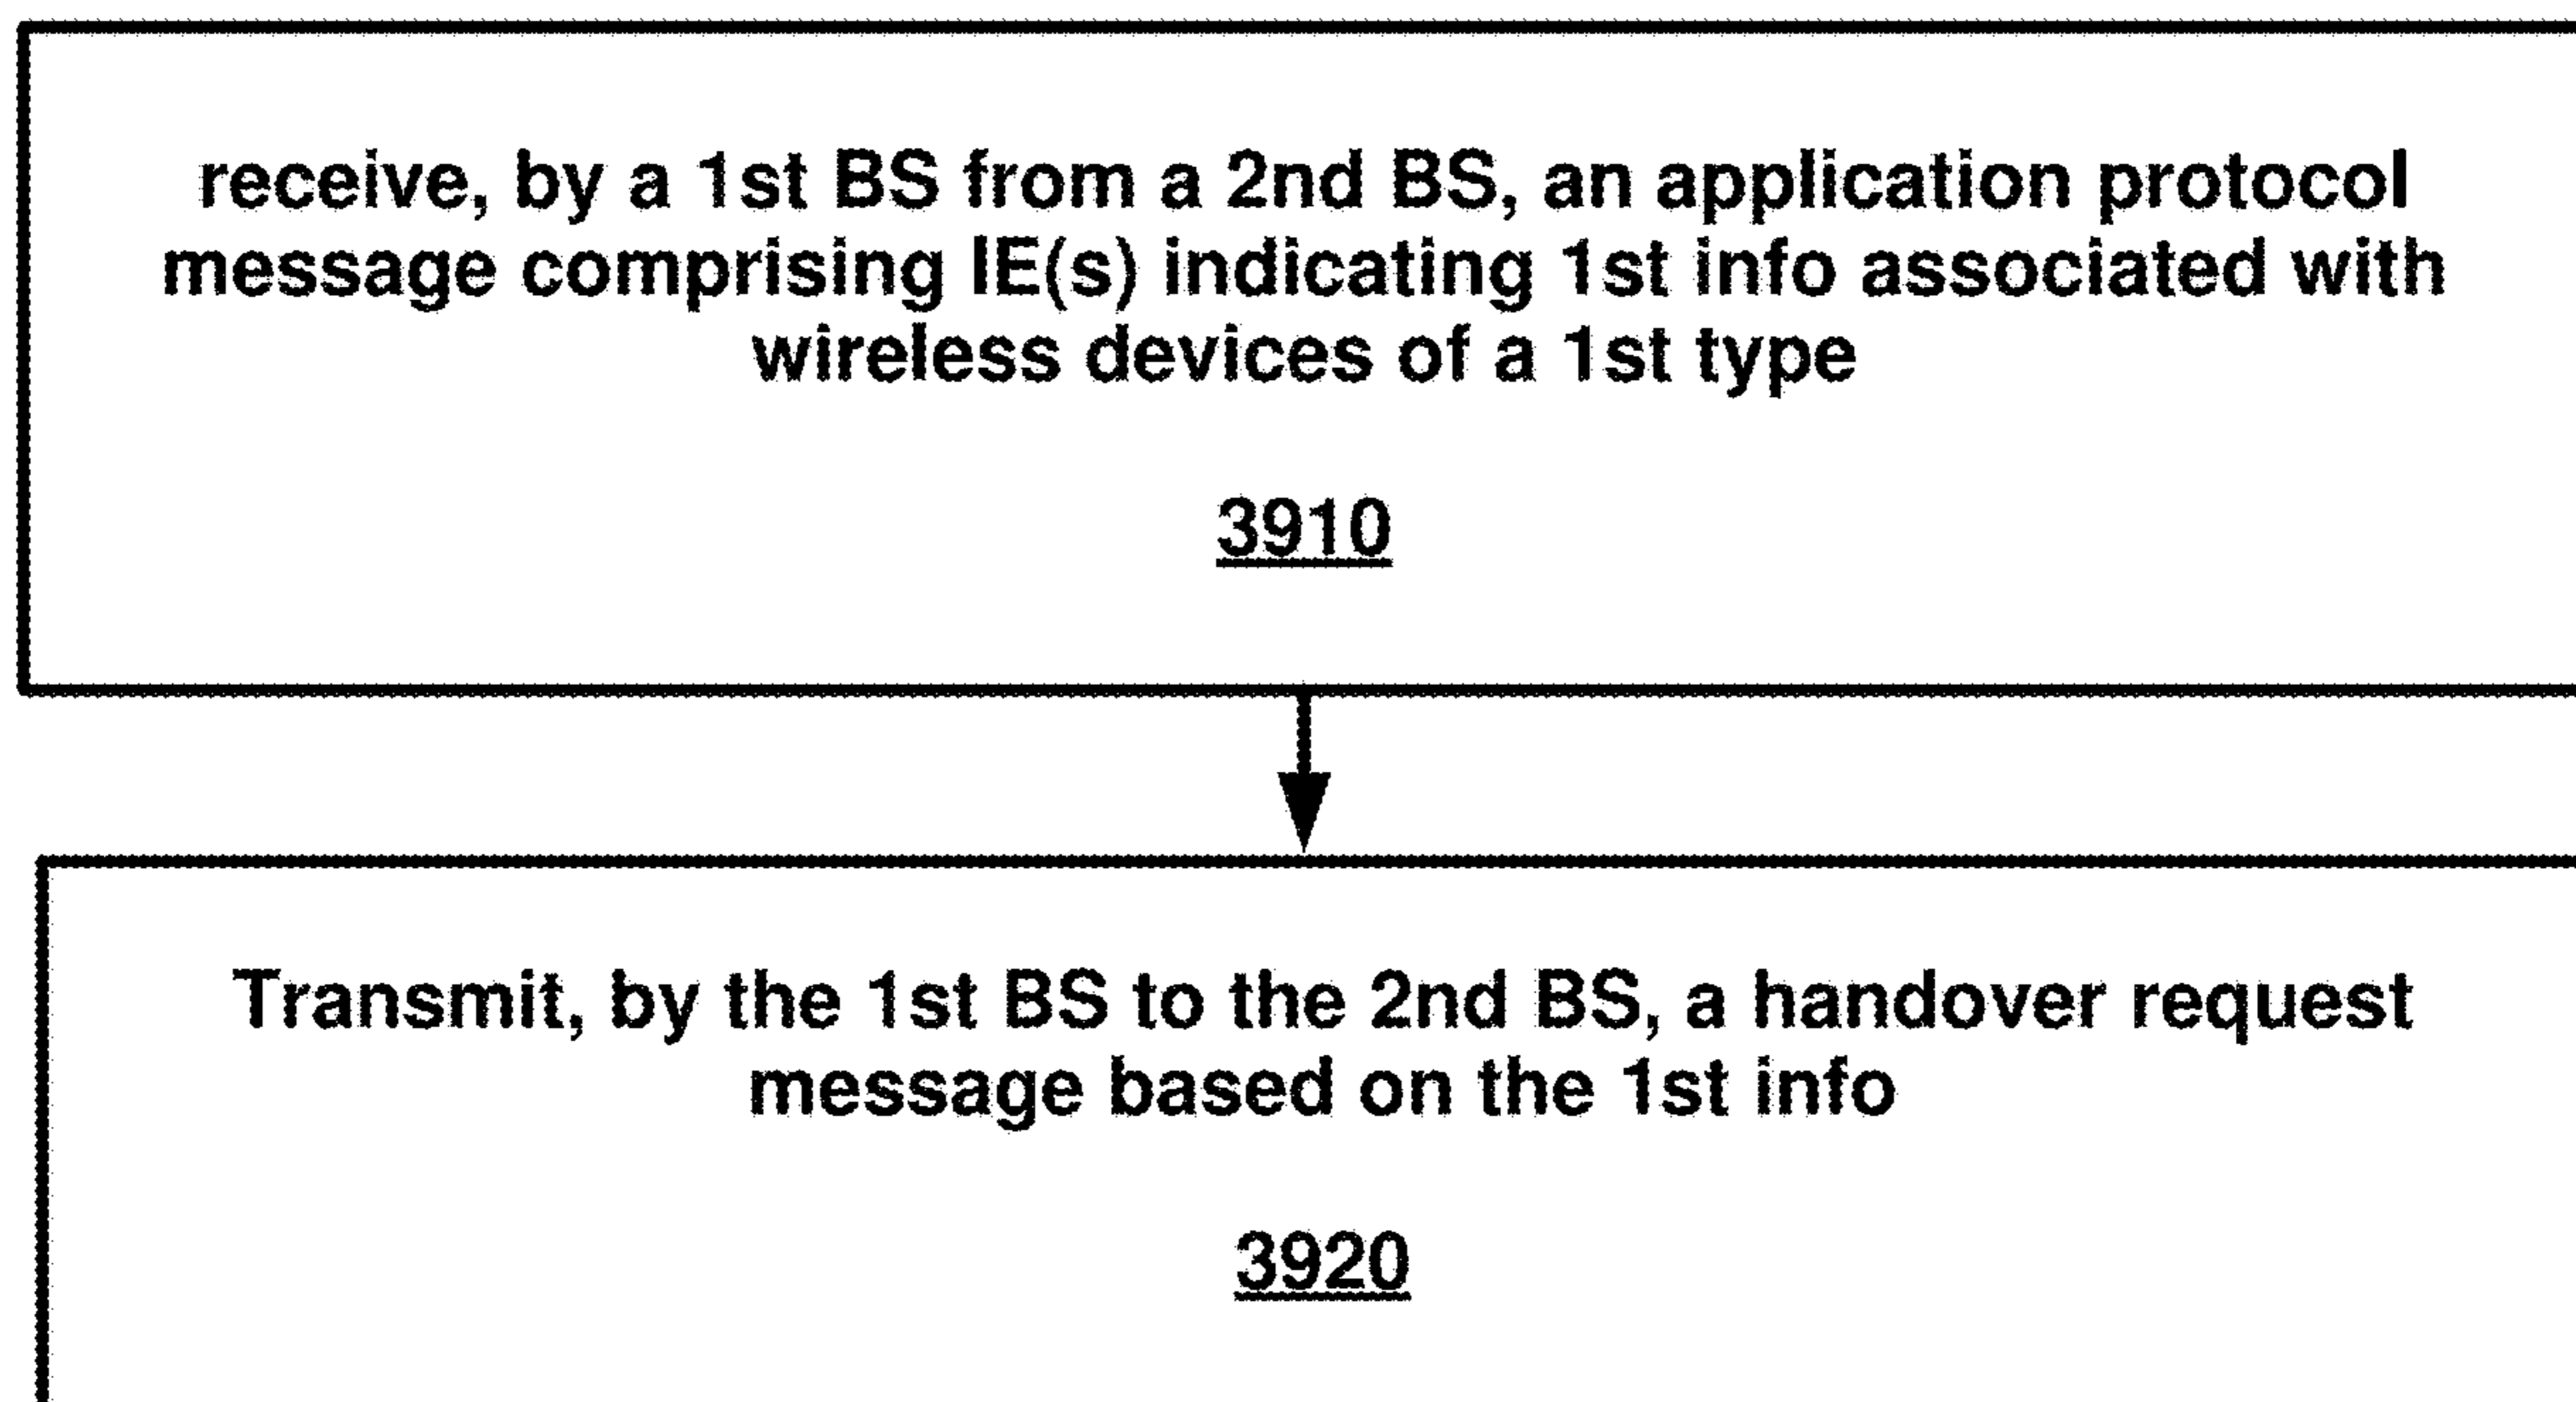 receive, by a 1st BS from a 2nd BS, an application protocol
message comprising IE(s) indicating 1st info associated with
wireless devices of a 1st type
3910
Transmit, by the 1st BS to the 2nd BS, a handover request
message based on the 1st info
3920